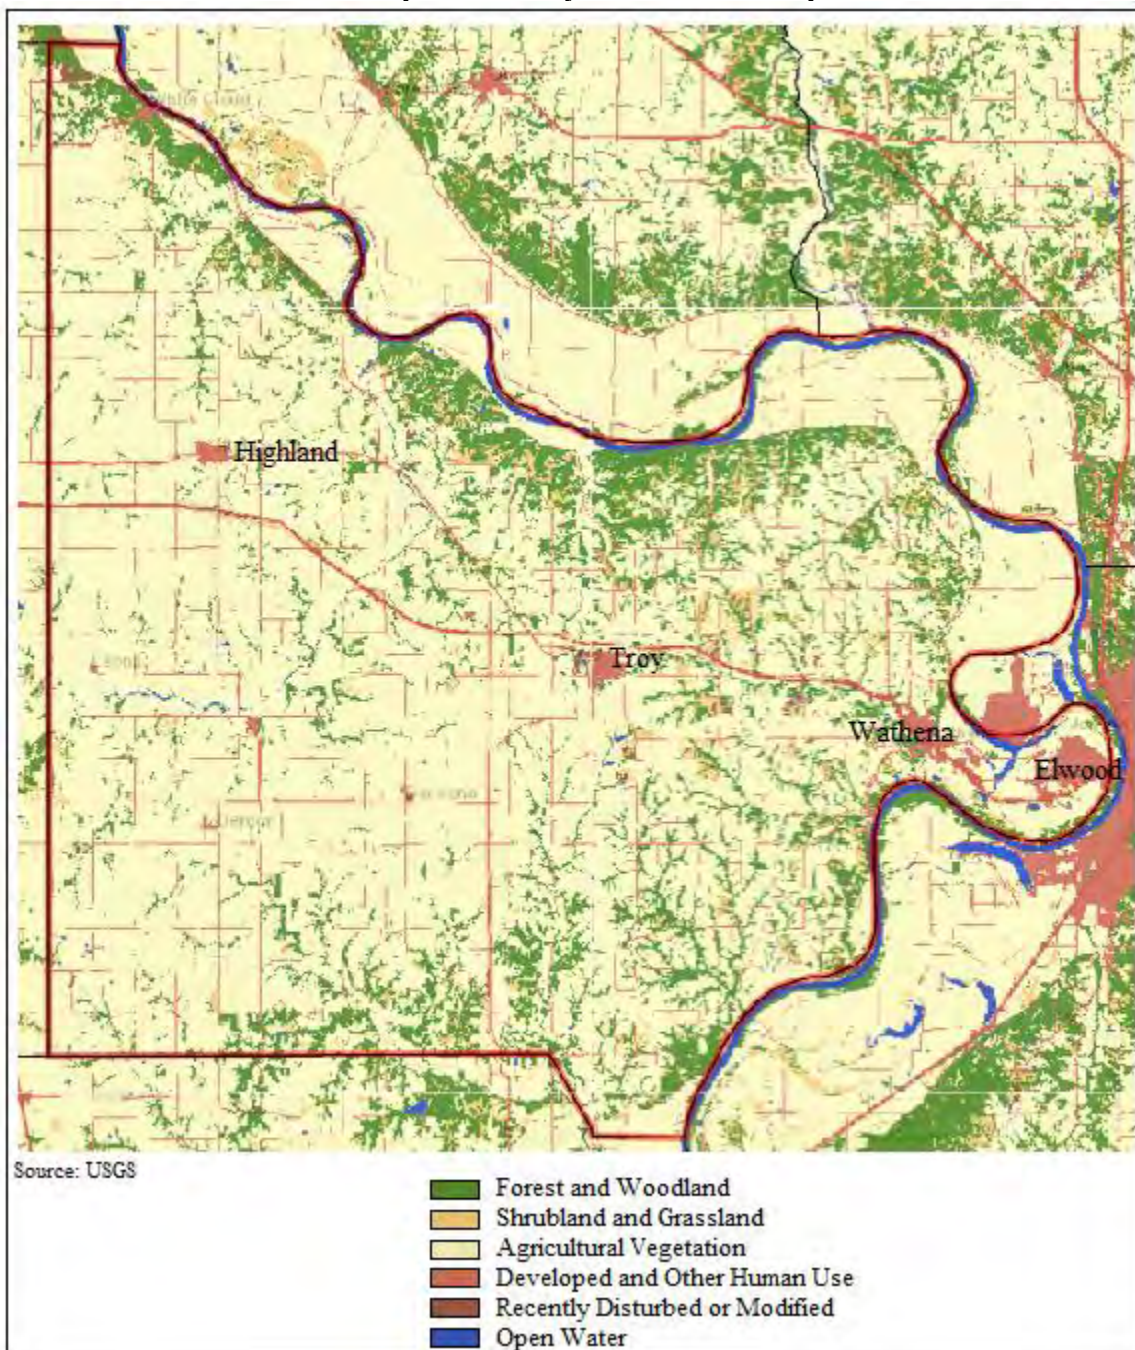 Highland
Troy
Wathena
Elwood
Source: USGS
Forest and Woodland
Shrubland and Grassland
Agricultural Vegetation
Developed and Other Human Use
Recently Disturbed or Modified
Open Water